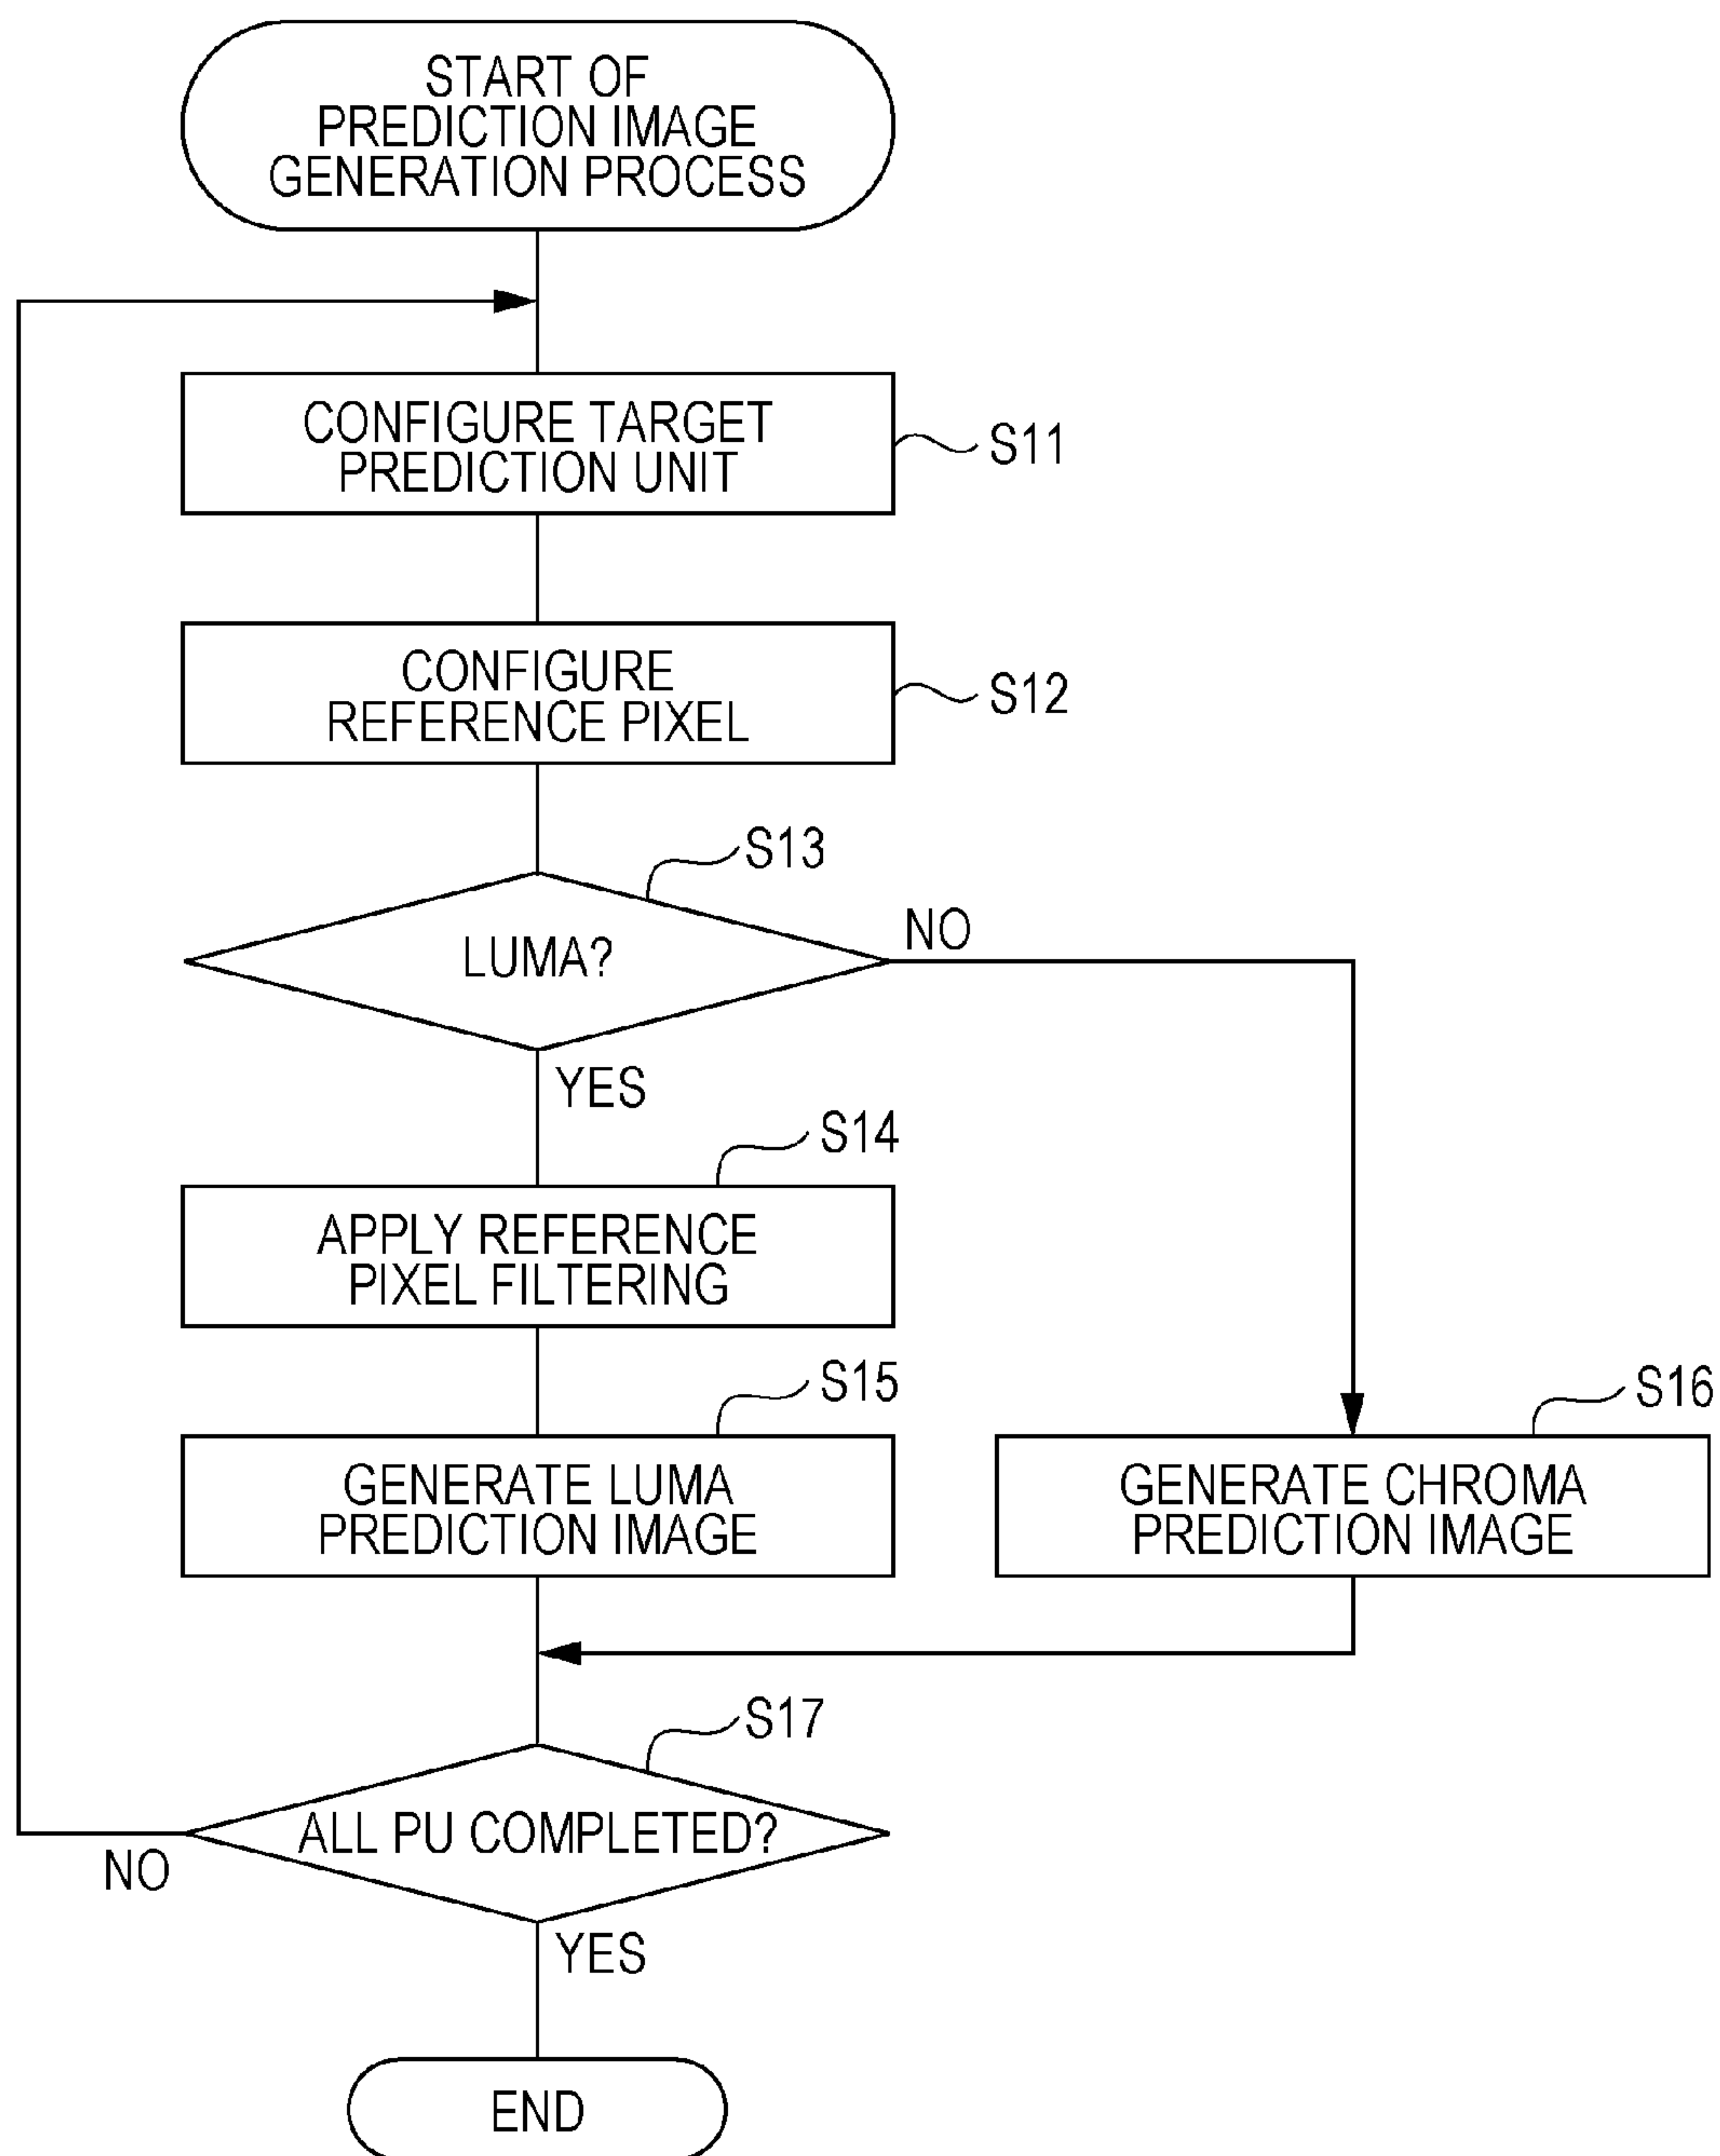 START OF
PREDICTION IMAGE
GENERATION PROCESS
CONFIGURE TARGET
PREDICTION UNIT
S11
CONFIGURE
REFERENCE PIXEL
S12
S13
LUMA?
NO
YES
S14
APPLY REFERENCE
PIXEL FILTERING
S15
GENERATE LUMA
PREDICTION IMAGE
S16
GENERATE CHROMA
PREDICTION IMAGE
S17
ALL PU COMPLETED?
NO
YES
END